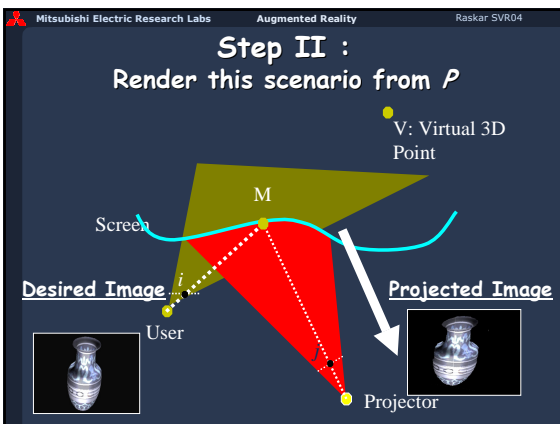 Mitsubishi Electric Research Labs Augmented Reality Raskar SVR04
Step II :
Render this scenario from P
V: Virtual 3D
Point
M
Screen
i
Desired Image
Projected Image
User
j
Projector